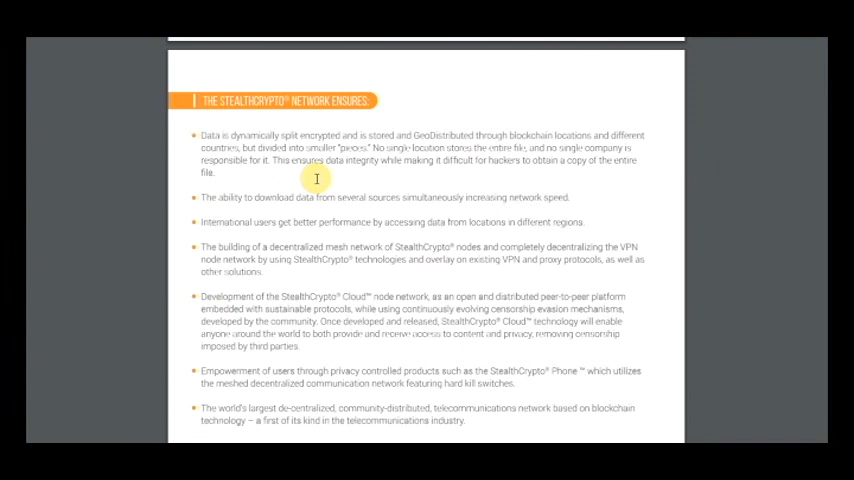 THE STEALTHCRYPTO® NETWORK ENSURES:
• Data is dynamically split encrypted and is stored and GeoDistributed through blockchain locations and different
countries, but divided into smaller "pieces." No single location stores the entire file, and no single company is
responsible for it. This ensures data integrity while making it difficult for hackers to obtain a copy of the entire
file.
• The ability to download data from several sources simultaneously increasing network speed.
• International users get better performance by accessing data from locations in different regions.
• The building of a decentralized mesh network of StealthCrypto® nodes and completely decentralizing the VPN
node network by using StealthCrypto® technologies and overlay on existing VPN and proxy protocols, as well as
other solutions.
• Development of the StealthCrypto® Cloud™ node network, as an open and distributed peer-to-peer platform
embedded with sustainable protocols, while using continuously evolving censorship evasion mechanisms,
developed by the community. Once developed and released, StealthCrypto® Cloud™ technology will enable
anyone around the world to both provide and receive access to content and privacy, removing censorship
imposed by third parties.
• Empowerment of users through privacy controlled products such as the StealthCrypto® Phone ™ which utilizes
the meshed decentralized communication network featuring hard kill switches.
• The world's largest de-centralized, community-distributed, telecommunications network based on blockchain
technology – a first of its kind in the telecommunications industry.